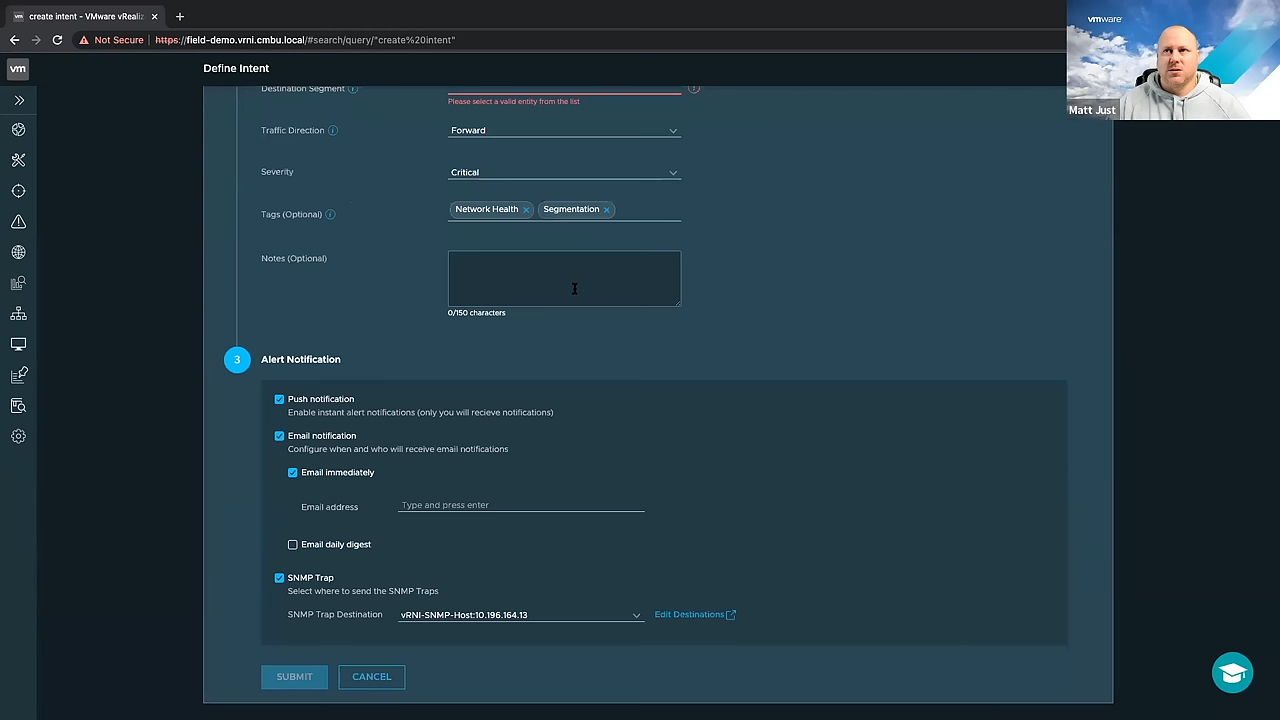 create intent - VMware vRealiz
Not Secure
https://field-demo.vrni.cmbu.local/#search/query/"create%20intent"
vmware
Matt Just
vm
Define Intent
Destination Segment
Please select a valid entity from the list
Traffic Direction
Forward
Severity
Critical
Tags (Optional)
Network Health
Segmentation
Notes (Optional)
0/150 characters
3
Alert Notification
Push notification
Enable instant alert notifications (only you will recieve notifications)
Email notification
Configure when and who will receive email notifications
Email immediately
Email address
Type and press enter
Email daily digest
SNMP Trap
Select where to send the SNMP Traps
SNMP Trap Destination
vRNI-SNMP-Host:10.196.164.13
Edit Destinations
SUBMIT
CANCEL